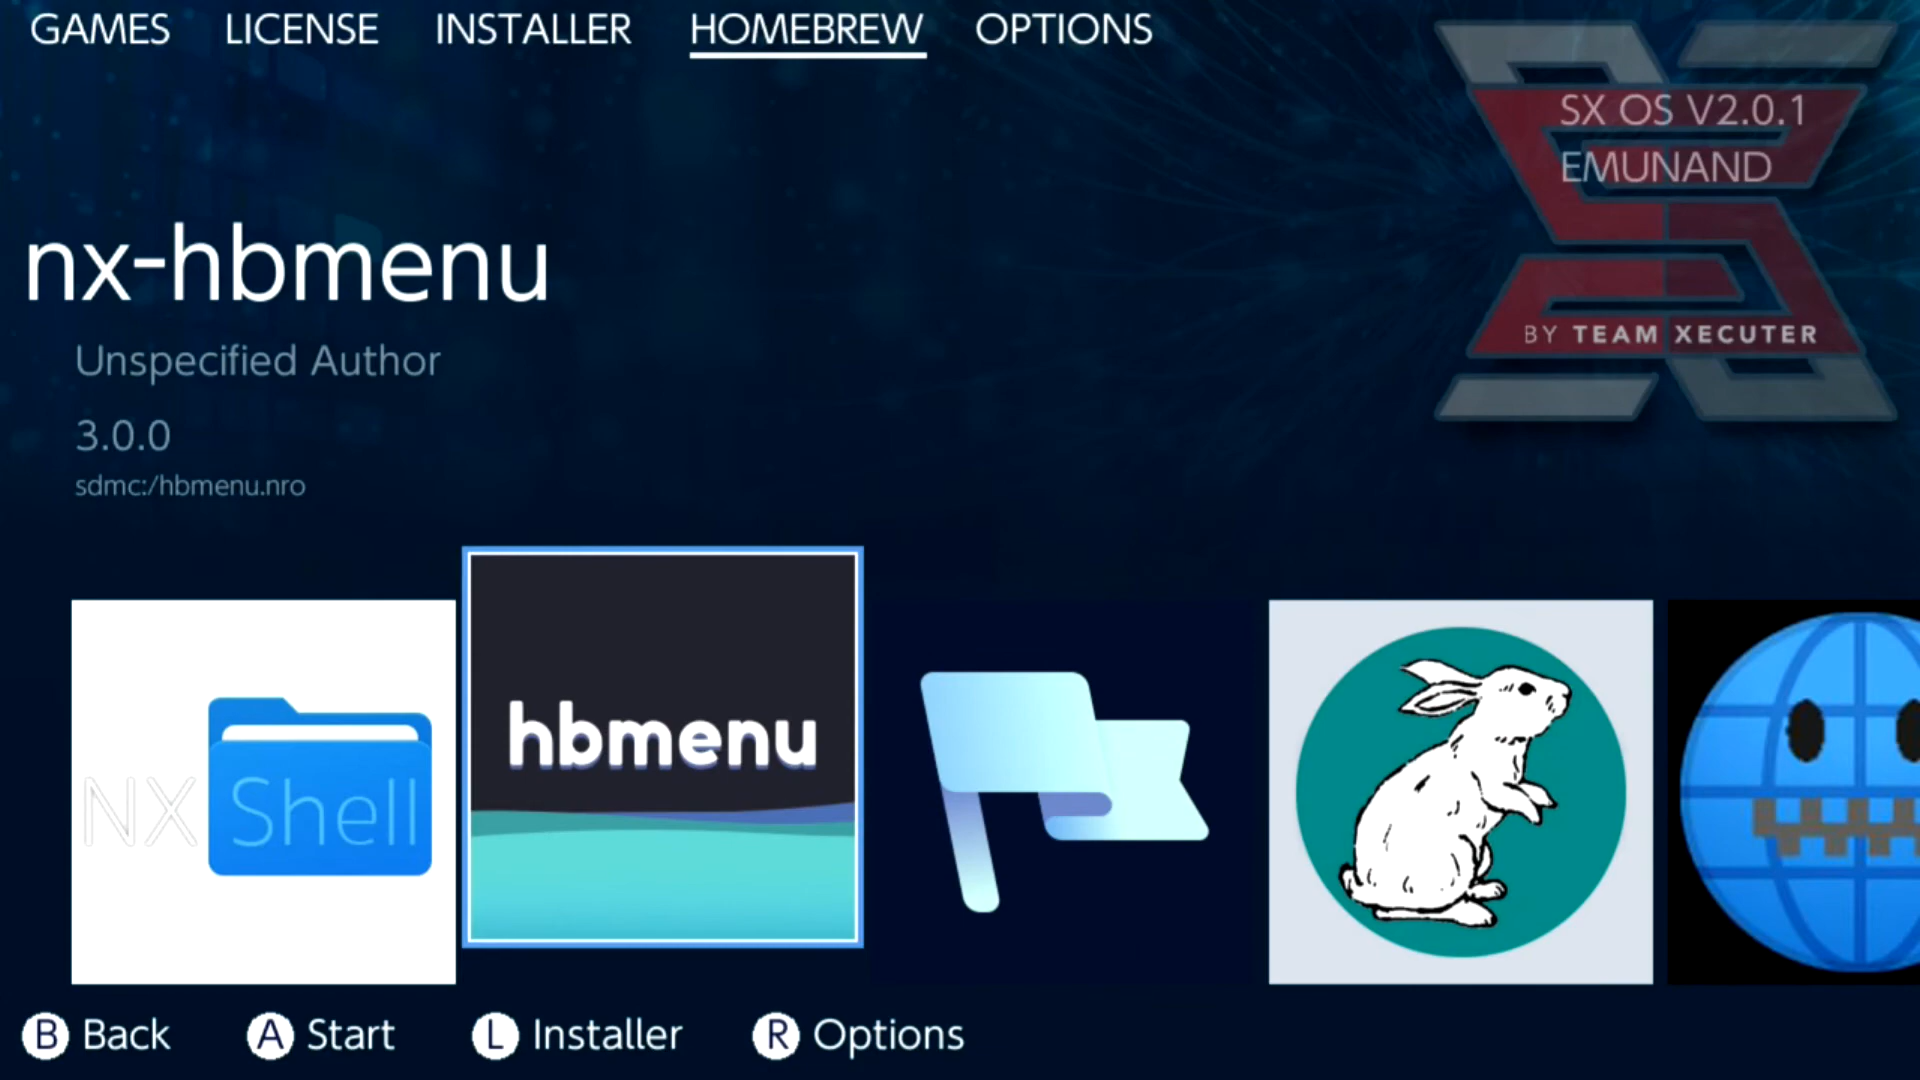 GAMES LICENSE INSTALLER HOMEBREW OPTIONS
SX OS V2.0.1
EMUNAND
nx-hbmenu
BY TEAM XECUTER
Unspecified Author
3.0.0
sdmc:/hbmenu.nro
hbmenu
NX Shell
B Back A Start L Installer R Options